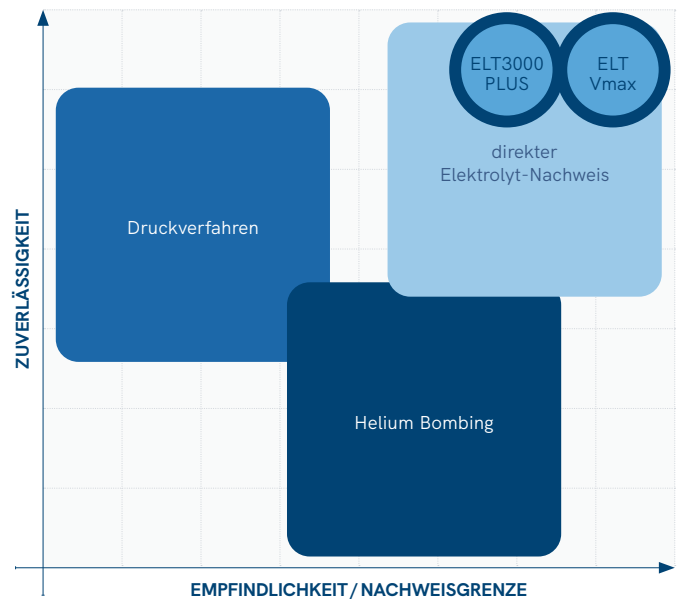 ELT3000
PLUS
ELT
Vmax
direkter
Elektrolyt-Nachweis
Druckverfahren
Helium Bombing
ZUVERLÄSSIGKEIT
EMPFINDLICHKEIT/NACHWEISGRENZE